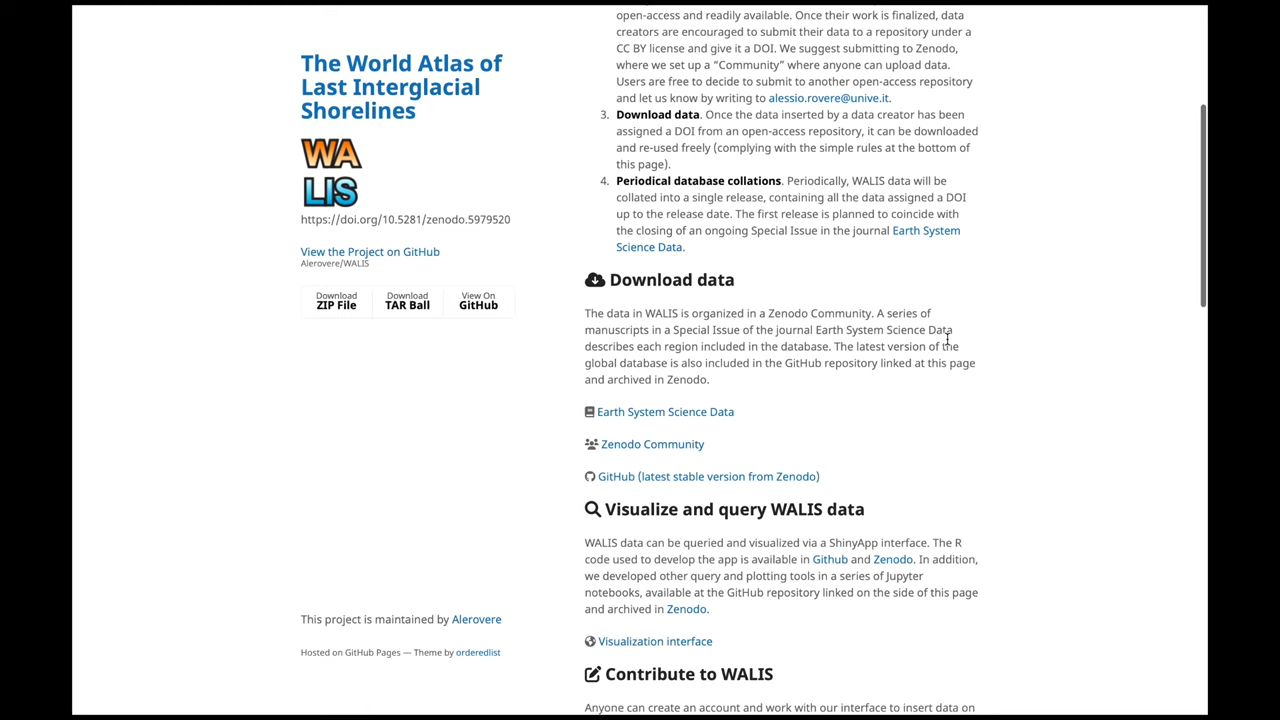 The World Atlas of
Last Interglacial
Shorelines
WA
LIS
https://doi.org/10.5281/zenodo.5979520
View the Project on GitHub
Alerovere/WALIS
Download
ZIP File
Download
TAR Ball
View On
GitHub
This project is maintained by Alerovere
Hosted on GitHub Pages — Theme by orderedlist
open-access and readily available. Once their work is finalized, data
creators are encouraged to submit their data to a repository under a
CC BY license and give it a DOI. We suggest submitting to Zenodo,
where we set up a “Community” where anyone can upload data.
Users are free to decide to submit to another open-access repository
and let us know by writing to alessio.rovere@unive.it.
3. Download data. Once the data inserted by a data creator has been
assigned a DOI from an open-access repository, it can be downloaded
and re-used freely (complying with the simple rules at the bottom of
this page).
4. Periodical database collations. Periodically, WALIS data will be
collated into a single release, containing all the data assigned a DOI
up to the release date. The first release is planned to coincide with
the closing of an ongoing Special Issue in the journal Earth System
Science Data.
Download data
The data in WALIS is organized in a Zenodo Community. A series of
manuscripts in a Special Issue of the journal Earth System Science Data
describes each region included in the database. The latest version of the
global database is also included in the GitHub repository linked at this page
and archived in Zenodo.
Earth System Science Data
Zenodo Community
GitHub (latest stable version from Zenodo)
Visualize and query WALIS data
WALIS data can be queried and visualized via a ShinyApp interface. The R
code used to develop the app is available in Github and Zenodo. In addition,
we developed other query and plotting tools in a series of Jupyter
notebooks, available at the GitHub repository linked on the side of this page
and archived in Zenodo.
Visualization interface
Contribute to WALIS
Anyone can create an account and work with our interface to insert data on